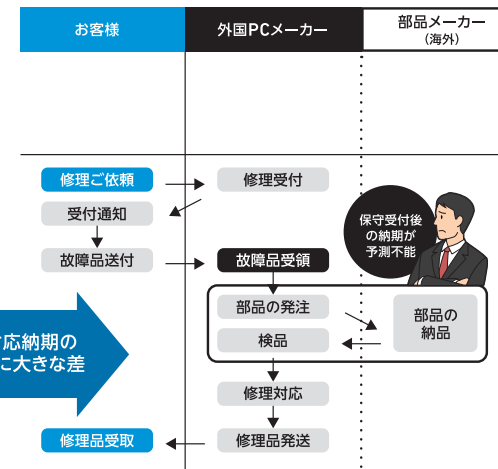 お客様
外国PCメーカー
部品メーカー
（海外）
修理ご依頼
修理受付
受付通知
故障品送付
故障品受領
保守受付後
の納期が
予測不能
部品の発注
部品の
納品
検品
応納期の
に大きな差
修理対応
修理品受取
修理品発送